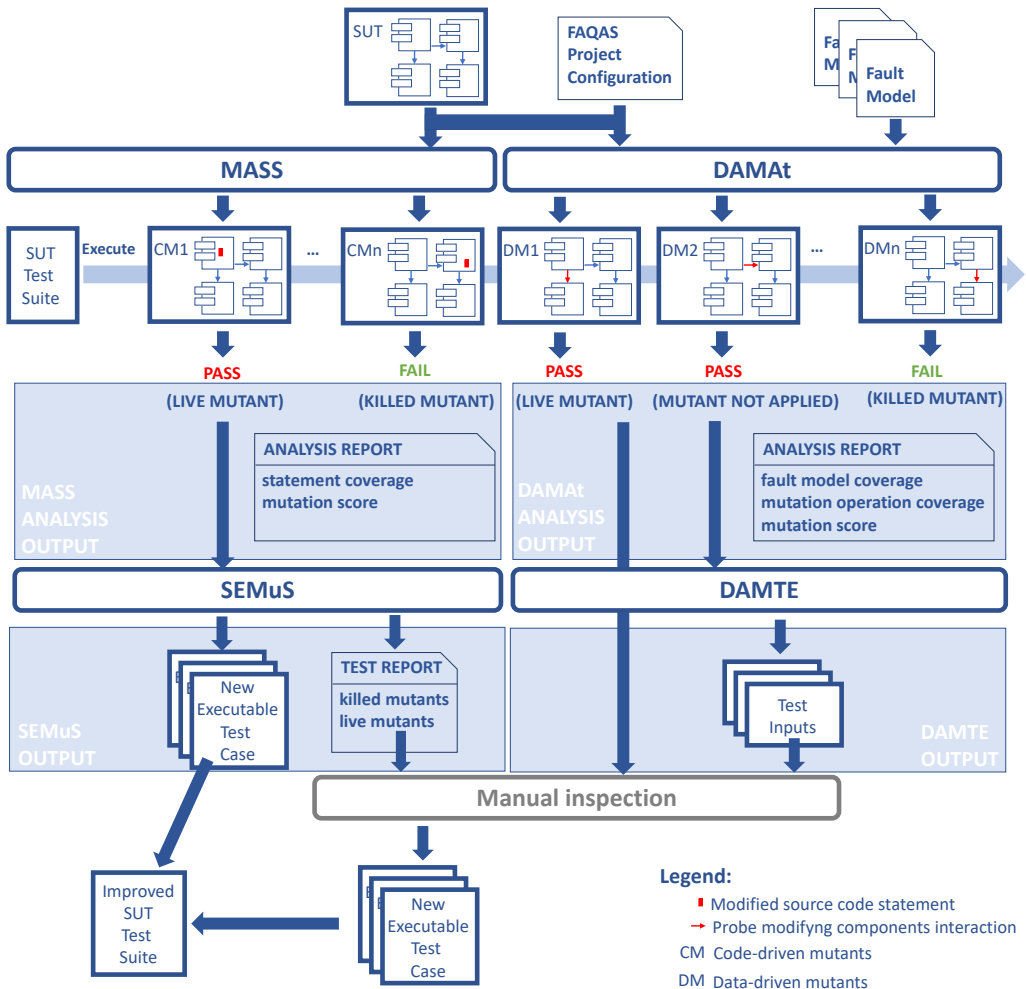 SUT
FAQAS
Project
Configuration
Fa
M
F
M
Fault
Model
MASS
DAMAt
SUT
Test
Suite
Execute
CM1
...
CMn
DM1
DM2
...
DMn
PASS
FAIL
PASS
PASS
FAIL
(LIVE MUTANT)
(KILLED MUTANT)
(LIVE MUTANT)
(MUTANT NOT APPLIED)
(KILLED MUTANT)
MASS
ANALYSIS
OUTPUT
ANALYSIS REPORT
statement coverage
mutation score
DAMAt
ANALYSIS
OUTPUT
ANALYSIS REPORT
fault model coverage
mutation operation coverage
mutation score
SEMuS
DAMTE
SEMuS
OUTPUT
E
E
New
Executable
Test
Case
TEST REPORT
killed mutants
live mutants
Test
Inputs
DAMTE
OUTPUT
Manual inspection
Improved
SUT
Test
Suite
E
E
New
Executable
Test
Case
Legend:
Modified source code statement
Probe modifyng components interaction
CM Code-driven mutants
DM Data-driven mutants